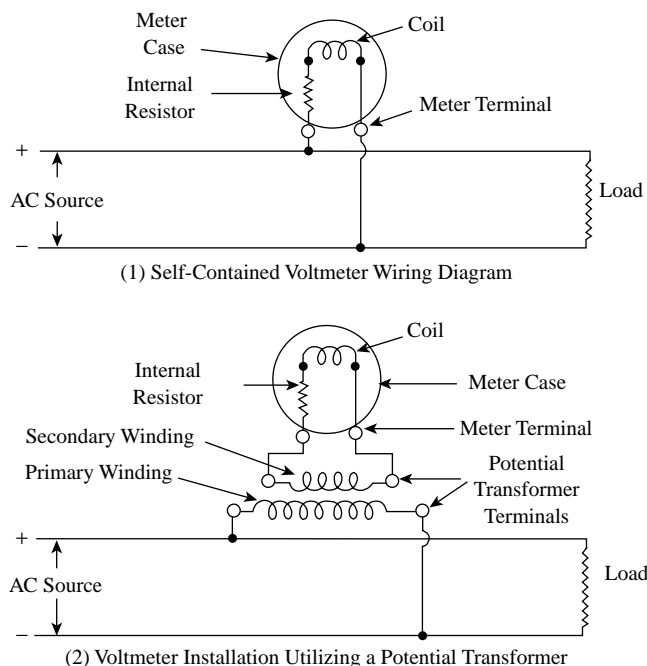 Meter
Case
Coil
Internal
Resistor
Meter Terminal
+
AC Source
Load
−
(1) Self-Contained Voltmeter Wiring Diagram
Coil
Internal
Resistor
Meter Case
Meter Terminal
Secondary Winding
Primary Winding
Potential
Transformer
Terminals
+
AC Source
Load
−
(2) Voltmeter Installation Utilizing a Potential Transformer